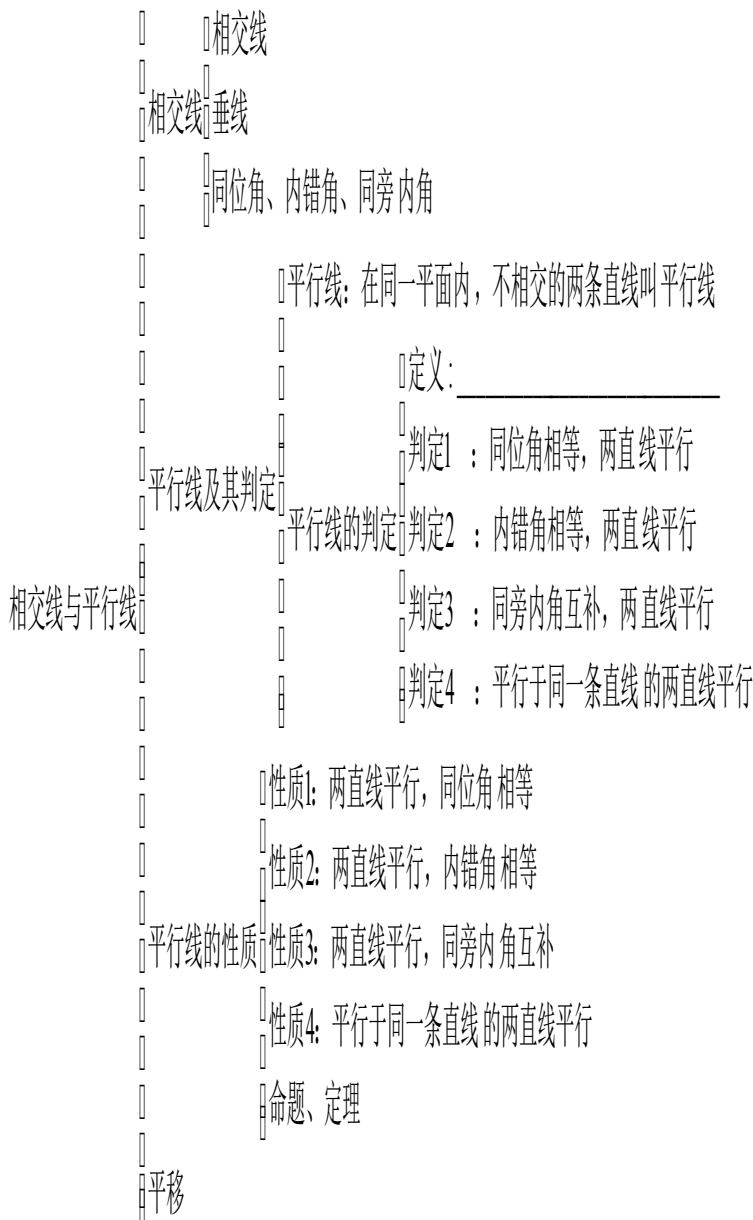 相交线
相交线 垂线
同位角、内错角、同旁内角
平行线：在同一平面内，不相交的两条直线叫平行线
定义：____________________
判定1 ：同位角相等，两直线平行
平行线及其判定
平行线的判定 判定2 ：内错角相等，两直线平行
相交线与平行线
判定3 ：同旁内角互补，两直线平行
判定4 ：平行于同一条直线的两直线平行
性质1：两直线平行，同位角相等
性质2：两直线平行，内错角相等
平行线的性质 性质3：两直线平行，同旁内角互补
性质4：平行于同一条直线的两直线平行
命题、定理
平移